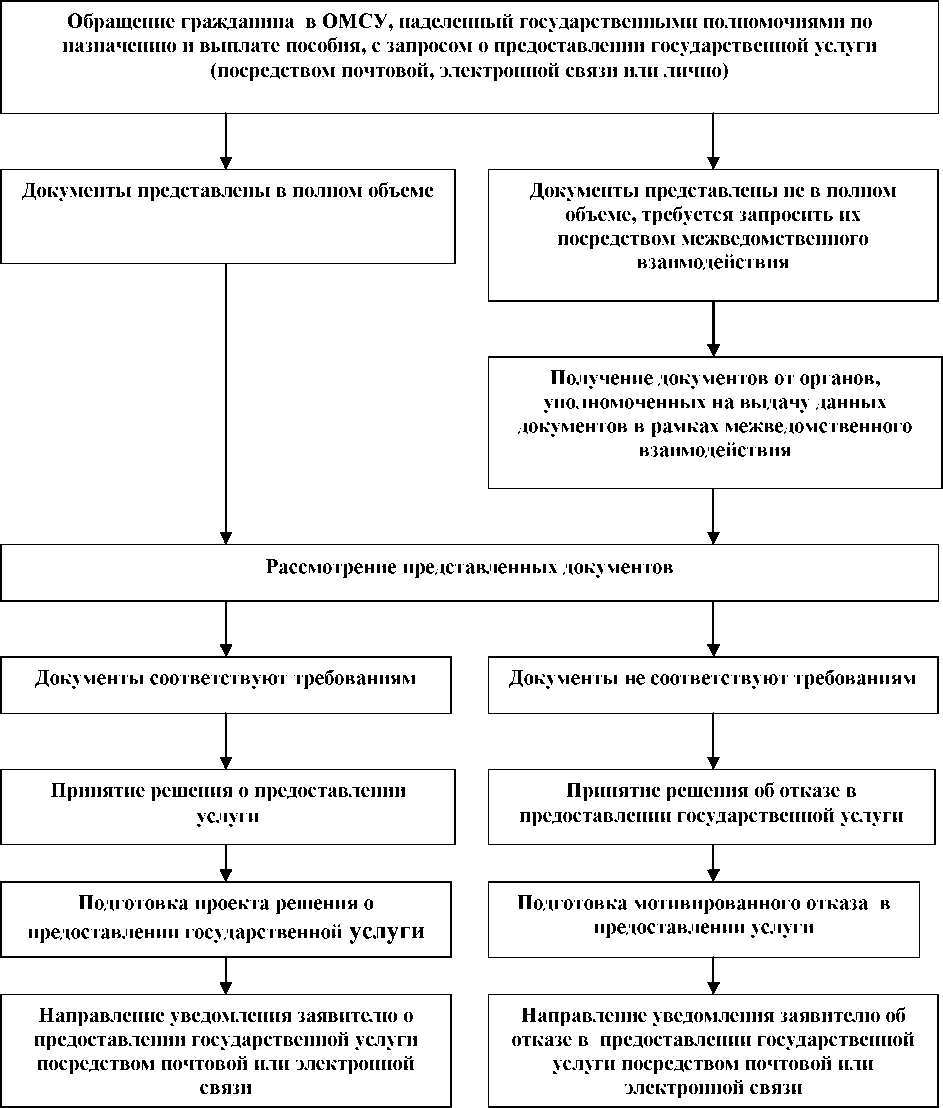 Обращение гражданина в ОМСУ, наделенный государственными полномочиями по
назначению и выплате пособия, с запросом о предоставлении государственной услуги
(посредством почтовой, электронной связи или лично)
Документы представлены в полном объеме
Документы представлены не в полном
объеме, требуется запросить их
посредством межведомственного
взаимодействия
Получение документов от органов,
уполномоченных на выдачу данных
документов в рамках межведомственного
взаимодействия
Рассмотрение представленных документов
Документы соответствуют требованиям
Документы не соответствуют требованиям
Принятие решения о предоставлении
услуги
Принятие решения об отказе в
предоставлении государственной услуги
Подготовка проекта решения о
предоставлении государственной услуги
Подготовка мотивированного отказа в
предоставлении услуги
Направление уведомления заявителю о
предоставлении государственной услуги
посредством почтовой или электронной
связи
Направление уведомления заявителю об
отказе в предоставлении государственной
услуги посредством почтовой или
электронной связи